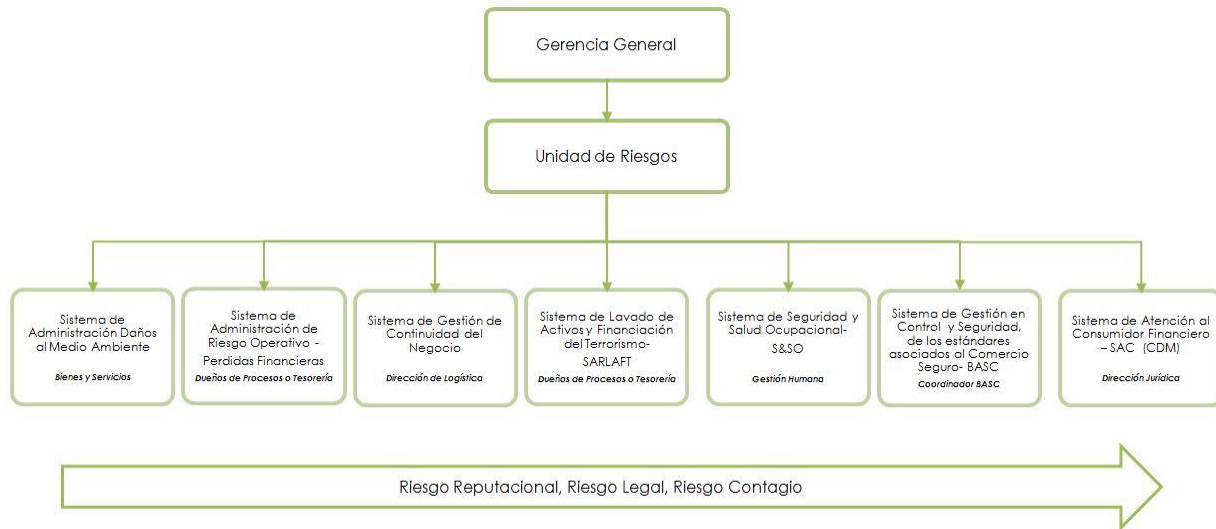 Gerencia General
Unidad de Riesgos
Sistema de
Administración Daños
al Medio Ambiente
Bienes y Servicios
Sistema de
Administración de
Riesgo Operativo -
Perdidas Financieras
Dueños de Procesos o Tesorería
Sistema de Gestión de
Continuidad del
Negocio
Dirección de Logística
Sistema de Lavado de
Activos y Financiación
del Terrorismo-
SARLAFT
Dueños de Procesos o Tesorería
Sistema de Seguridad y
Salud Ocupacional-
S&SO
Gestión Humana
Sistema de Gestión en
Control y Seguridad,
de los estándares
asociados al Comercio
Seguro- BASC
Coordinador BASC
Sistema de Atención al
Consumidor Financiero
– SAC (CDM)
Dirección Jurídica
Riesgo Reputacional, Riesgo Legal, Riesgo Contagio